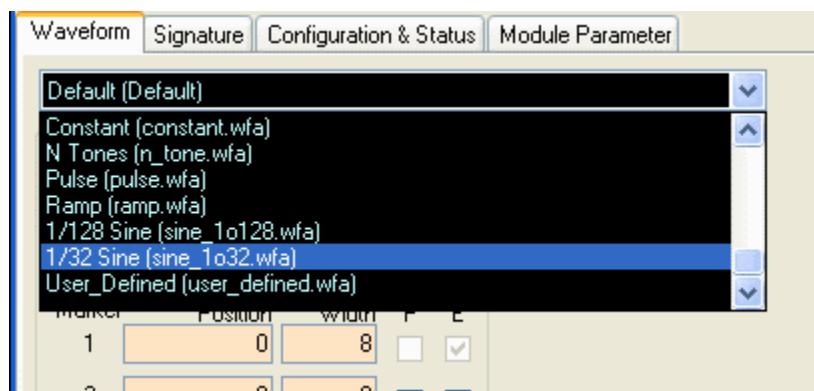 Waveform Signature Configuration & Status Module Parameter
Default (Default)
Constant (constant.wfa)
N Tones (n_tone.wfa)
Pulse (pulse.wfa)
Ramp (ramp.wfa)
1/128 Sine (sine_1o128.wfa)
1/32 Sine (sine_1o32.wfa)
User_Defined (user_defined.wfa)
Marker Position Width F E
1 0 8